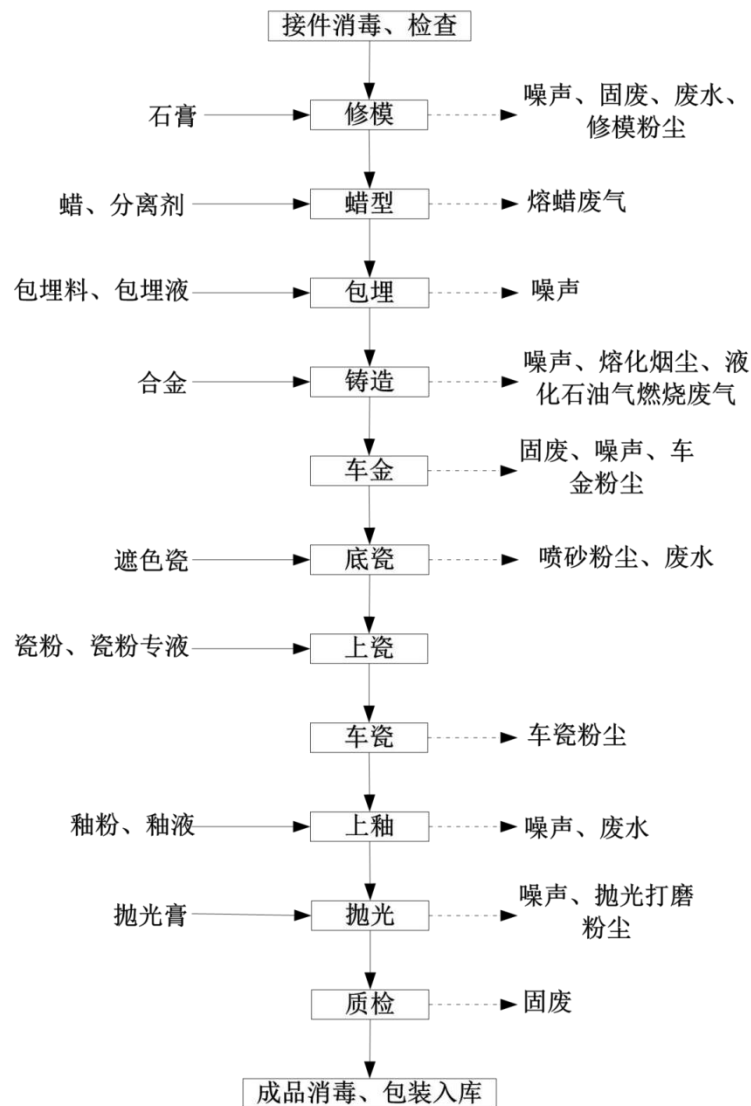 接件消毒、检查
石膏
修模
噪声、固废、废水、
修模粉尘
蜡、分离剂
蜡型
熔蜡废气
包埋料、包埋液
包埋
噪声
合金
铸造
噪声、熔化烟尘、液
化石油气燃烧废气
车金
固废、噪声、车
金粉尘
遮色瓷
底瓷
喷砂粉尘、废水
瓷粉、瓷粉专液
上瓷
车瓷
车瓷粉尘
釉粉、釉液
上釉
噪声、废水
抛光膏
抛光
噪声、抛光打磨
粉尘
质检
固废
成品消毒、包装入库